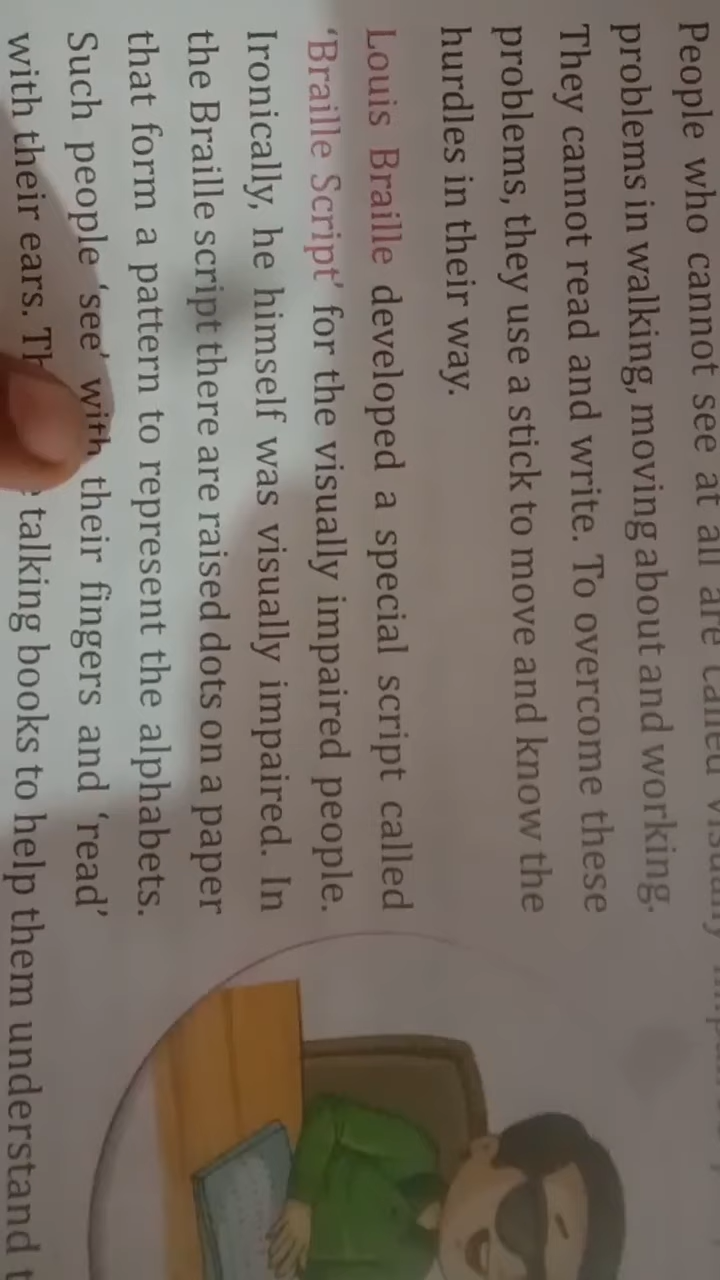 People who cannot see at all are called visually
problems in walking, moving about and working.
They cannot read and write. To overcome these
problems, they use a stick to move and know the
hurdles in their way.
Louis Braille developed a special script called
‘Braille Script’ for the visually impaired people.
Ironically, he himself was visually impaired. In
the Braille script there are raised dots on a paper
that form a pattern to represent the alphabets.
Such people ‘see’ with their fingers and ‘read’
with their ears. talking books to help them understand